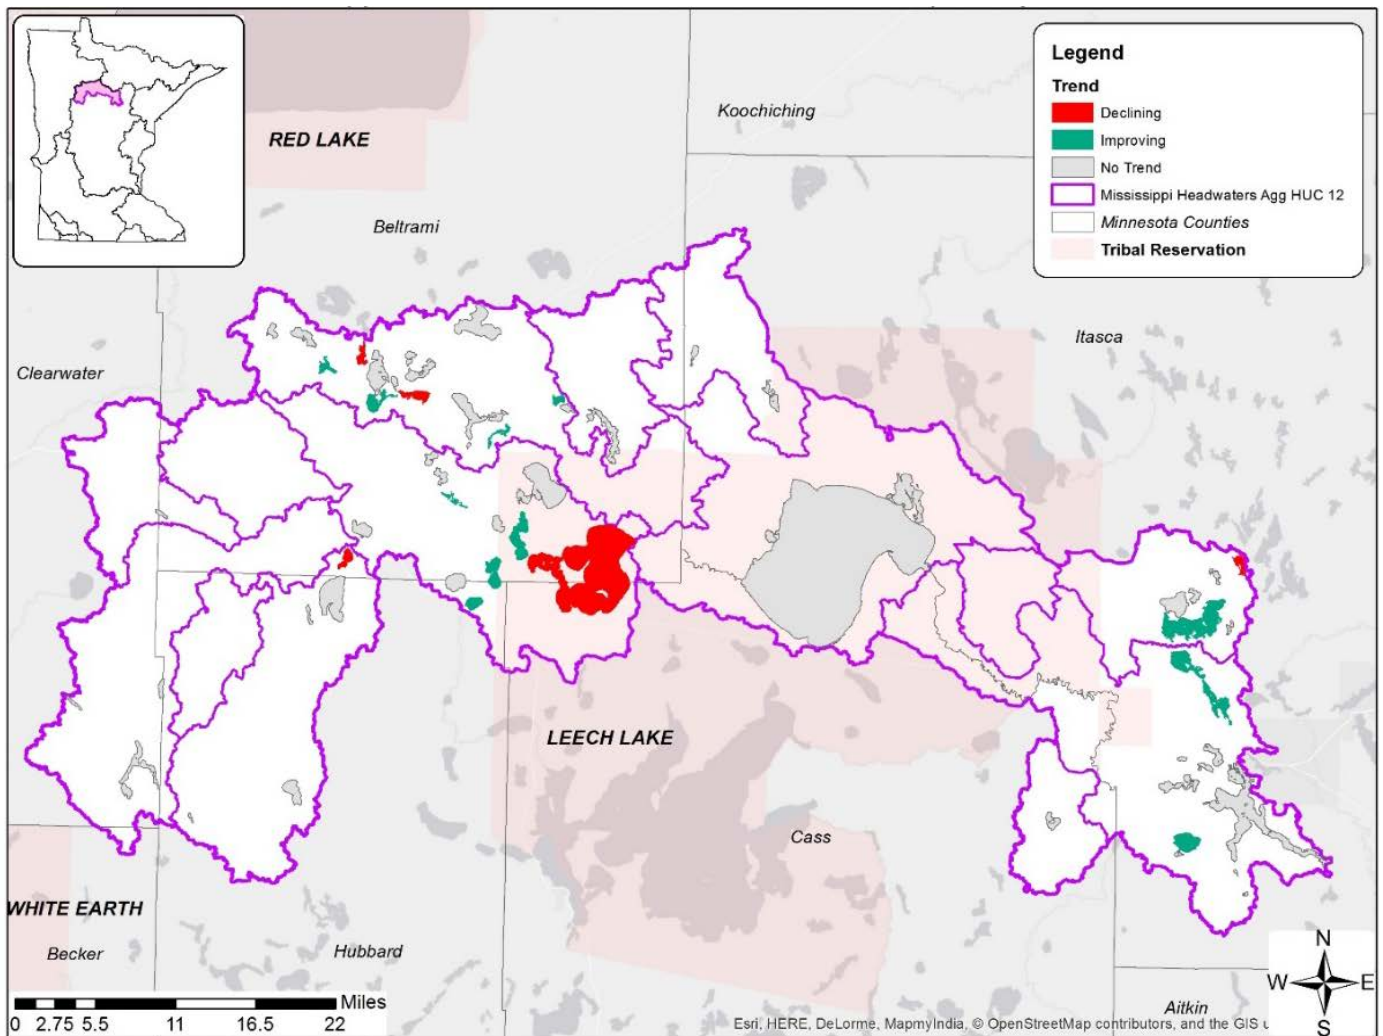 Koochiching
RED LAKE
Beltrami
Legend
Trend
Declining
Improving
No Trend
Mississippi Headwaters Agg HUC 12
Minnesota Counties
Tribal Reservation
Itasca
Clearwater
LEECH LAKE
Cass
WHITE EARTH
Becker
Hubbard
Aitkin
N
W E
S
Miles
0 2.75 5.5 11 16.5 22
Esri, HERE, DeLorme, MapmyIndia, © OpenStreetMap contributors, and the GIS